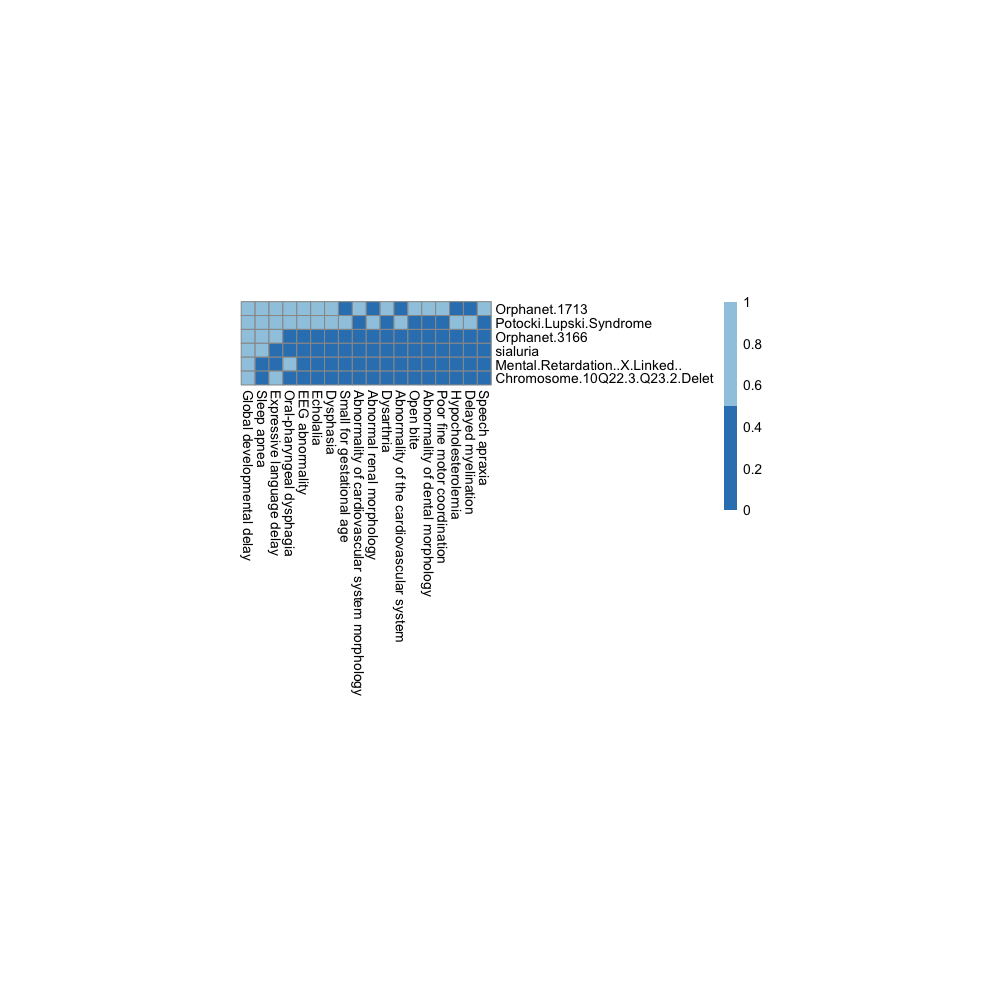 Orphanet.1713
Potocki.Lupski.Syndrome
Orphanet.3166
sialuria
Mental.Retardation..X.Linked..
Chromosome.10Q22.3.Q23.2.Delet
1
0.8
0.6
0.4
0.2
0
Global developmental delay
Sleep apnea
Expressive language delay
Oral-pharyngeal dysphagia
EEG abnormality
Echolalia
Dysphasia
Small for gestational age
Abnormality of cardiovascular system morphology
Abnormal renal morphology
Dysarthria
Abnormality of the cardiovascular system
Open bite
Abnormality of dental morphology
Poor fine motor coordination
Hypocholesterolemia
Delayed myelination
Speech apraxia